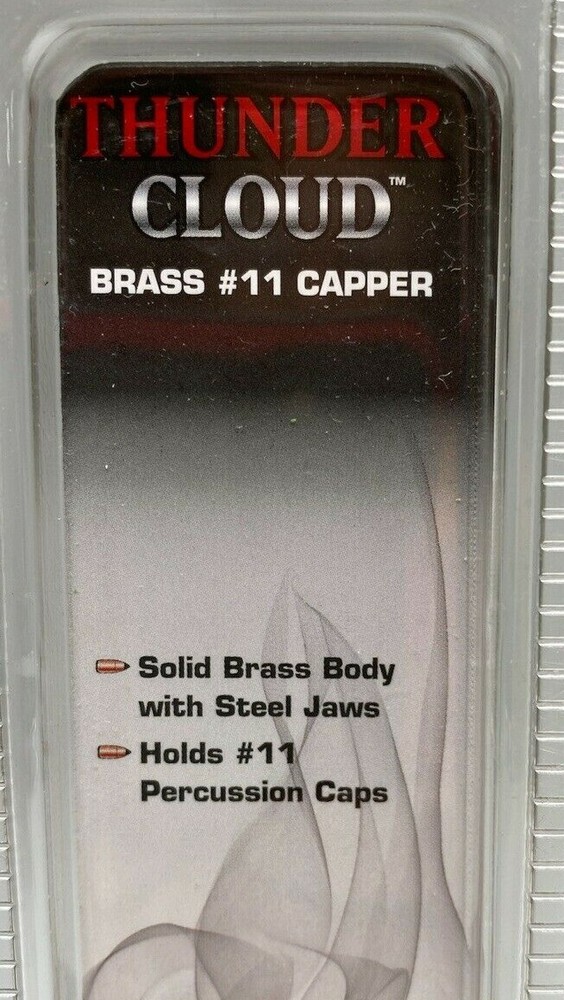 THUNDER
CLOUD™
BRASS #11 CAPPER
Solid Brass Body
with Steel Jaws
Holds #11
Percussion Caps